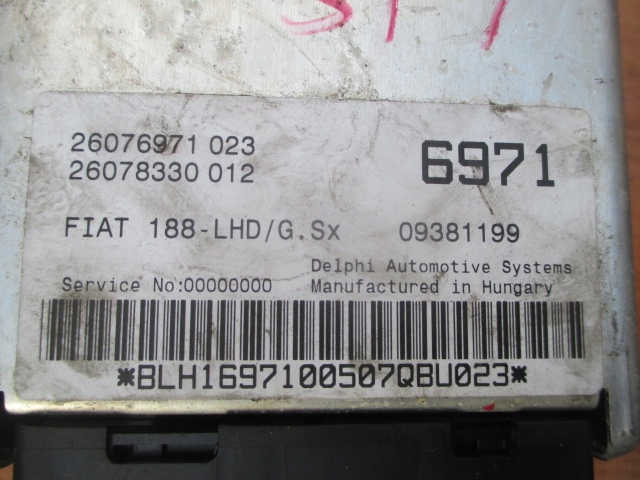 26076971 023
26078330 012
6971
FIAT 188-LHD/G.Sx 09381199
Delphi Automotive Systems
Service No:00000000 Manufactured in Hungary
*BLH1697100507QBU023*